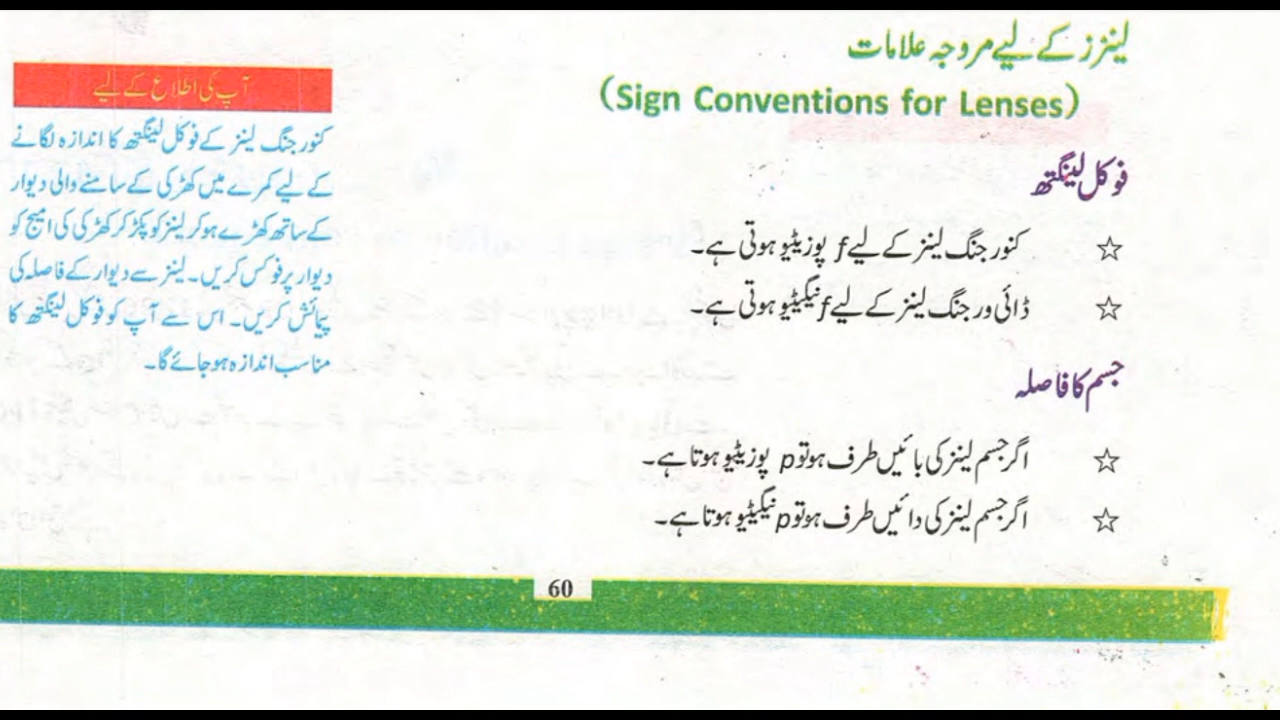 لینزز کے لیے مروجہ علامات
(Sign Conventions for Lenses)
فوکل لینگتھ
☆ کنورجنگ لینز کے لیے f پوزیٹیو ہوتی ہے۔
☆ ڈائی ورجنگ لینز کے لیے f نیگیٹیو ہوتی ہے۔
جسم کا فاصلہ
☆ اگر جسم لینز کی بائیں طرف ہو تو p پوزیٹیو ہوتا ہے۔
☆ اگر جسم لینز کی دائیں طرف ہو تو p نیگیٹیو ہوتا ہے۔
آپ کی اطلاع کے لیے
کنورجنگ لینز کے فوکل لینگتھ کا اندازہ لگانے
کے لیے کمرے میں کھڑکی کے سامنے والی دیوار
کے ساتھ کھڑے ہو کر لینز کو پکڑ کر کھڑکی کی امیج کو
دیوار پر فوکس کریں۔ لینز سے دیوار کے فاصلہ کی
پیمائش کریں۔ اس سے آپ کو فوکل لینگتھ کا
مناسب اندازہ ہو جائے گا۔
60